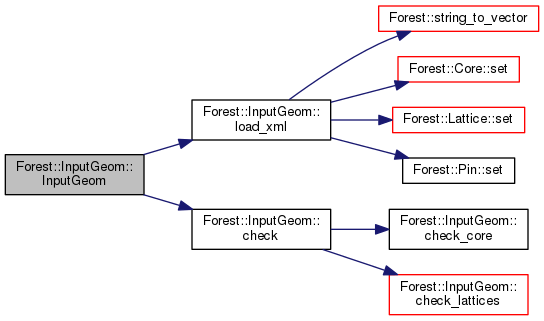 Forest::InputGeom::
InputGeom
Forest::InputGeom::
load_xml
Forest::string_to_vector
Forest::Core::set
Forest::Lattice::set
Forest::Pin::set
Forest::InputGeom::
check
Forest::InputGeom::
check_core
Forest::InputGeom::
check_lattices